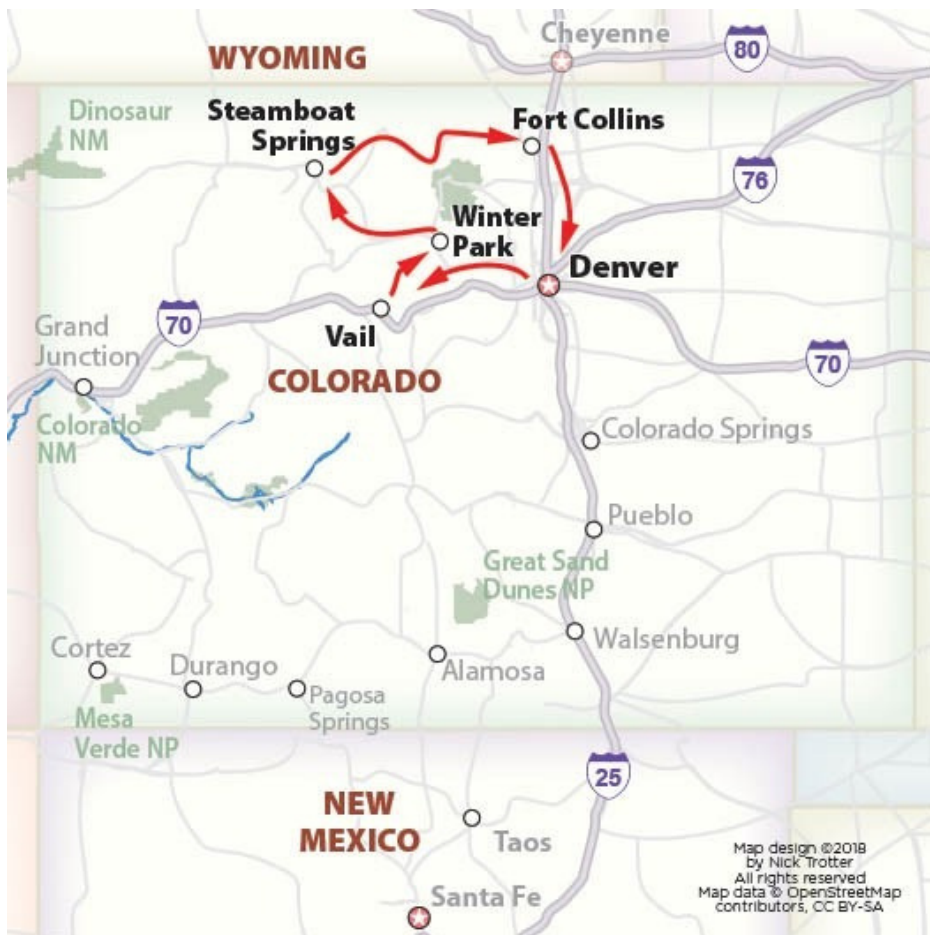 Cheyenne
80
WYOMING
Dinosaur
NM
Steamboat
Springs
Fort Collins
76
Winter
Park
Denver
70
Vail
Grand
Junction
70
COLORADO
Colorado
NM
Colorado Springs
Pueblo
Great Sand
Dunes NP
Walsenburg
Cortez
Durango
Alamosa
Pagosa
Springs
Mesa
Verde NP
25
NEW
MEXICO
Taos
Santa Fe
Map design ©2018
by Nick Trotter
All rights reserved
Map data © OpenStreetMap
contributors, CC BY-SA